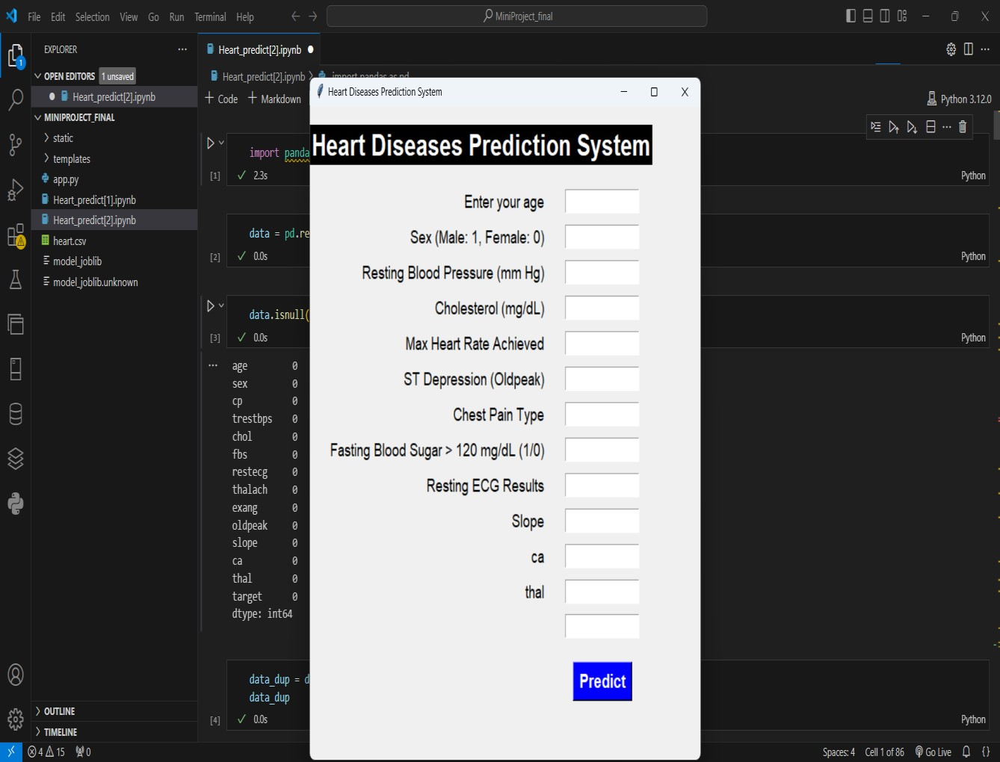 File Edit Selection View Go Run Terminal Help
MiniProject_final
EXPLORER
OPEN EDITORS 1 unsaved
Heart_predict[2].ipynb
MINIPROJECT_FINAL
static
templates
app.py
Heart_predict[1].ipynb
Heart_predict[2].ipynb
heart.csv
model_joblib
model_joblib.unknown
OUTLINE
TIMELINE
Heart_predict[2].ipynb
Heart_predict[2].ipynb > import pandas as pd
+ Code + Markdown
Python 3.12.0
import panda
[1] 2.3s
Python
data = pd.re
[2] 0.0s
Python
data.isnull(
[3] 0.0s
Python
age 0
sex 0
cp 0
trestbps 0
chol 0
fbs 0
restecg 0
thalach 0
exang 0
oldpeak 0
slope 0
ca 0
thal 0
target 0
dtype: int64
data_dup = d
data_dup
[4] 0.0s
Python
Heart Diseases Prediction System
Heart Diseases Prediction System
Enter your age
Sex (Male: 1, Female: 0)
Resting Blood Pressure (mm Hg)
Cholesterol (mg/dL)
Max Heart Rate Achieved
ST Depression (Oldpeak)
Chest Pain Type
Fasting Blood Sugar > 120 mg/dL (1/0)
Resting ECG Results
Slope
ca
thal
Predict
4 15 0
Spaces: 4 Cell 1 of 86 Go Live